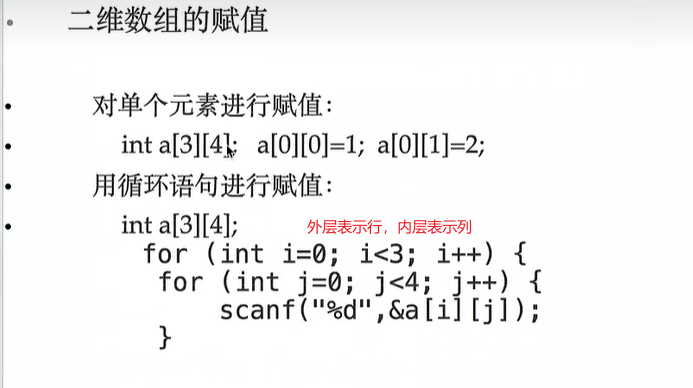 二维数组的赋值
对单个元素进行赋值：
int a[3][4]; a[0][0]=1; a[0][1]=2;
用循环语句进行赋值：
int a[3][4]; 外层表示行，内层表示列
for (int i=0; i<3; i++) {
for (int j=0; j<4; j++) {
scanf("%d",&a[i][j]);
}